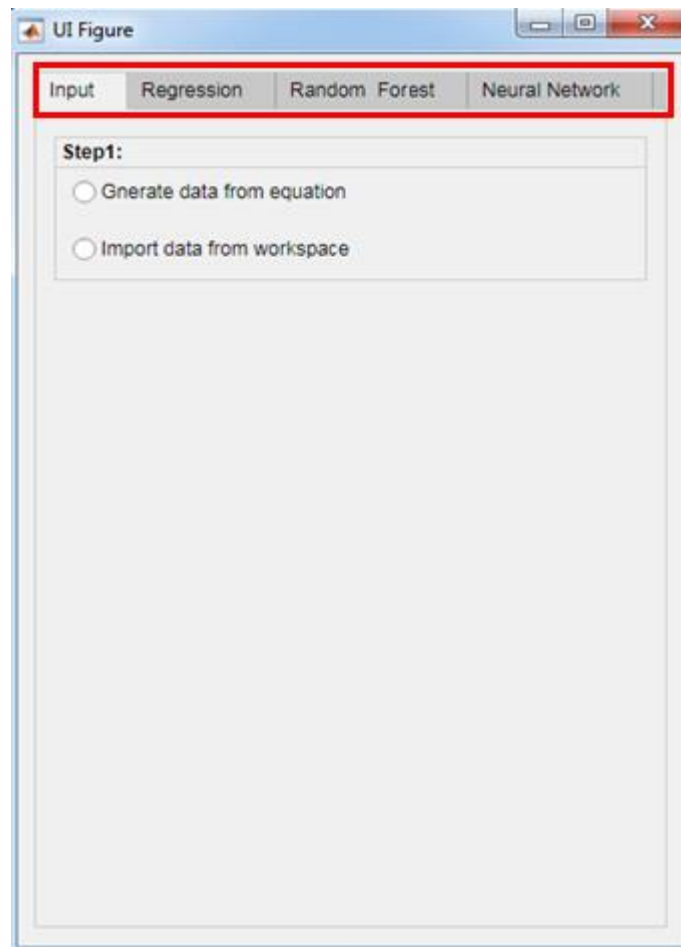 UI Figure
Input Regression Random Forest Neural Network
Step1:
Gnerate data from equation
Import data from workspace